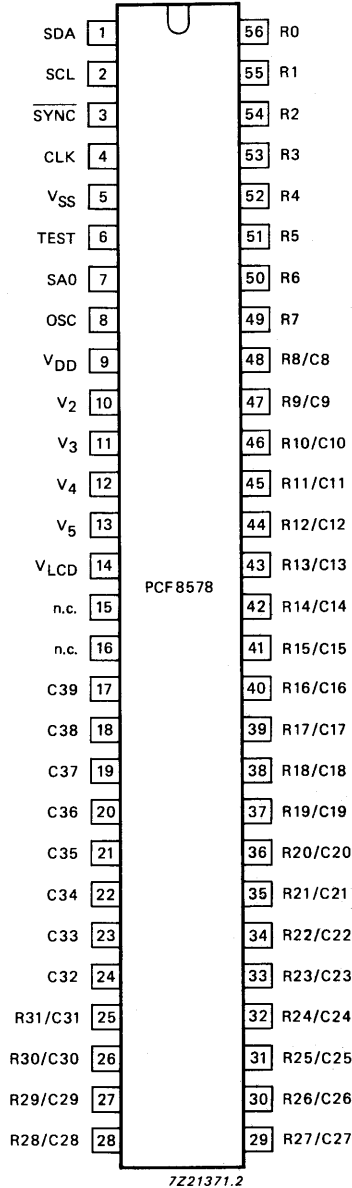 SDA 1 56 R0
SCL 2 55 R1
SYNC 3 54 R2
CLK 4 53 R3
VSS 5 52 R4
TEST 6 51 R5
SA0 7 50 R6
OSC 8 49 R7
VDD 9 48 R8/C8
V2 10 47 R9/C9
V3 11 46 R10/C10
V4 12 45 R11/C11
V5 13 44 R12/C12
VLCD 14 43 R13/C13
PCF8578
n.c. 15 42 R14/C14
n.c. 16 41 R15/C15
C39 17 40 R16/C16
C38 18 39 R17/C17
C37 19 38 R18/C18
C36 20 37 R19/C19
C35 21 36 R20/C20
C34 22 35 R21/C21
C33 23 34 R22/C22
C32 24 33 R23/C23
R31/C31 25 32 R24/C24
R30/C30 26 31 R25/C25
R29/C29 27 30 R26/C26
R28/C28 28 29 R27/C27
7Z21371.2